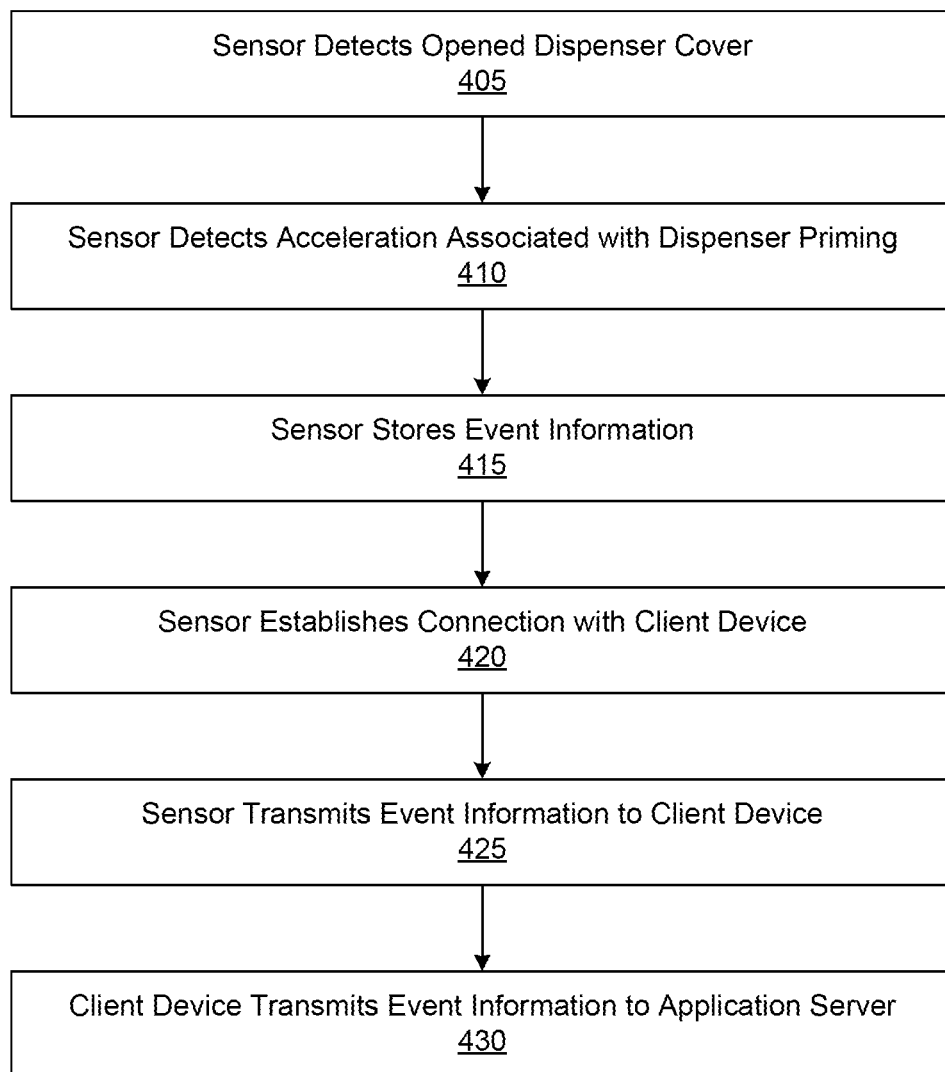 Sensor Detects Opened Dispenser Cover
405
Sensor Detects Acceleration Associated with Dispenser Priming
410
Sensor Stores Event Information
415
Sensor Establishes Connection with Client Device
420
Sensor Transmits Event Information to Client Device
425
Client Device Transmits Event Information to Application Server
430